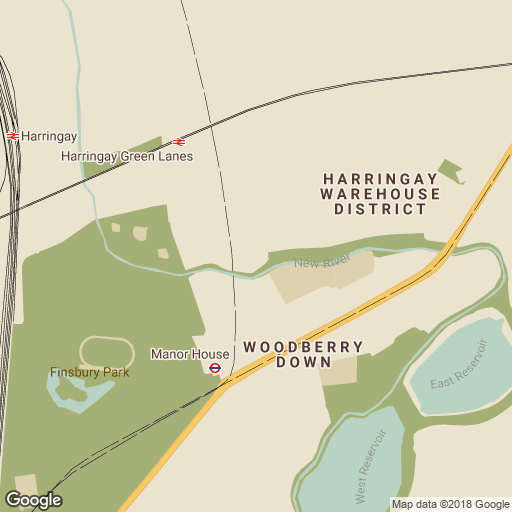 Harringay
Harringay Green Lanes
HARRINGAY
WAREHOUSE
DISTRICT
New River
WOODBERRY
DOWN
Manor House
Finsbury Park
East Reservoir
West Reservoir
Google
Map data ©2018 Google